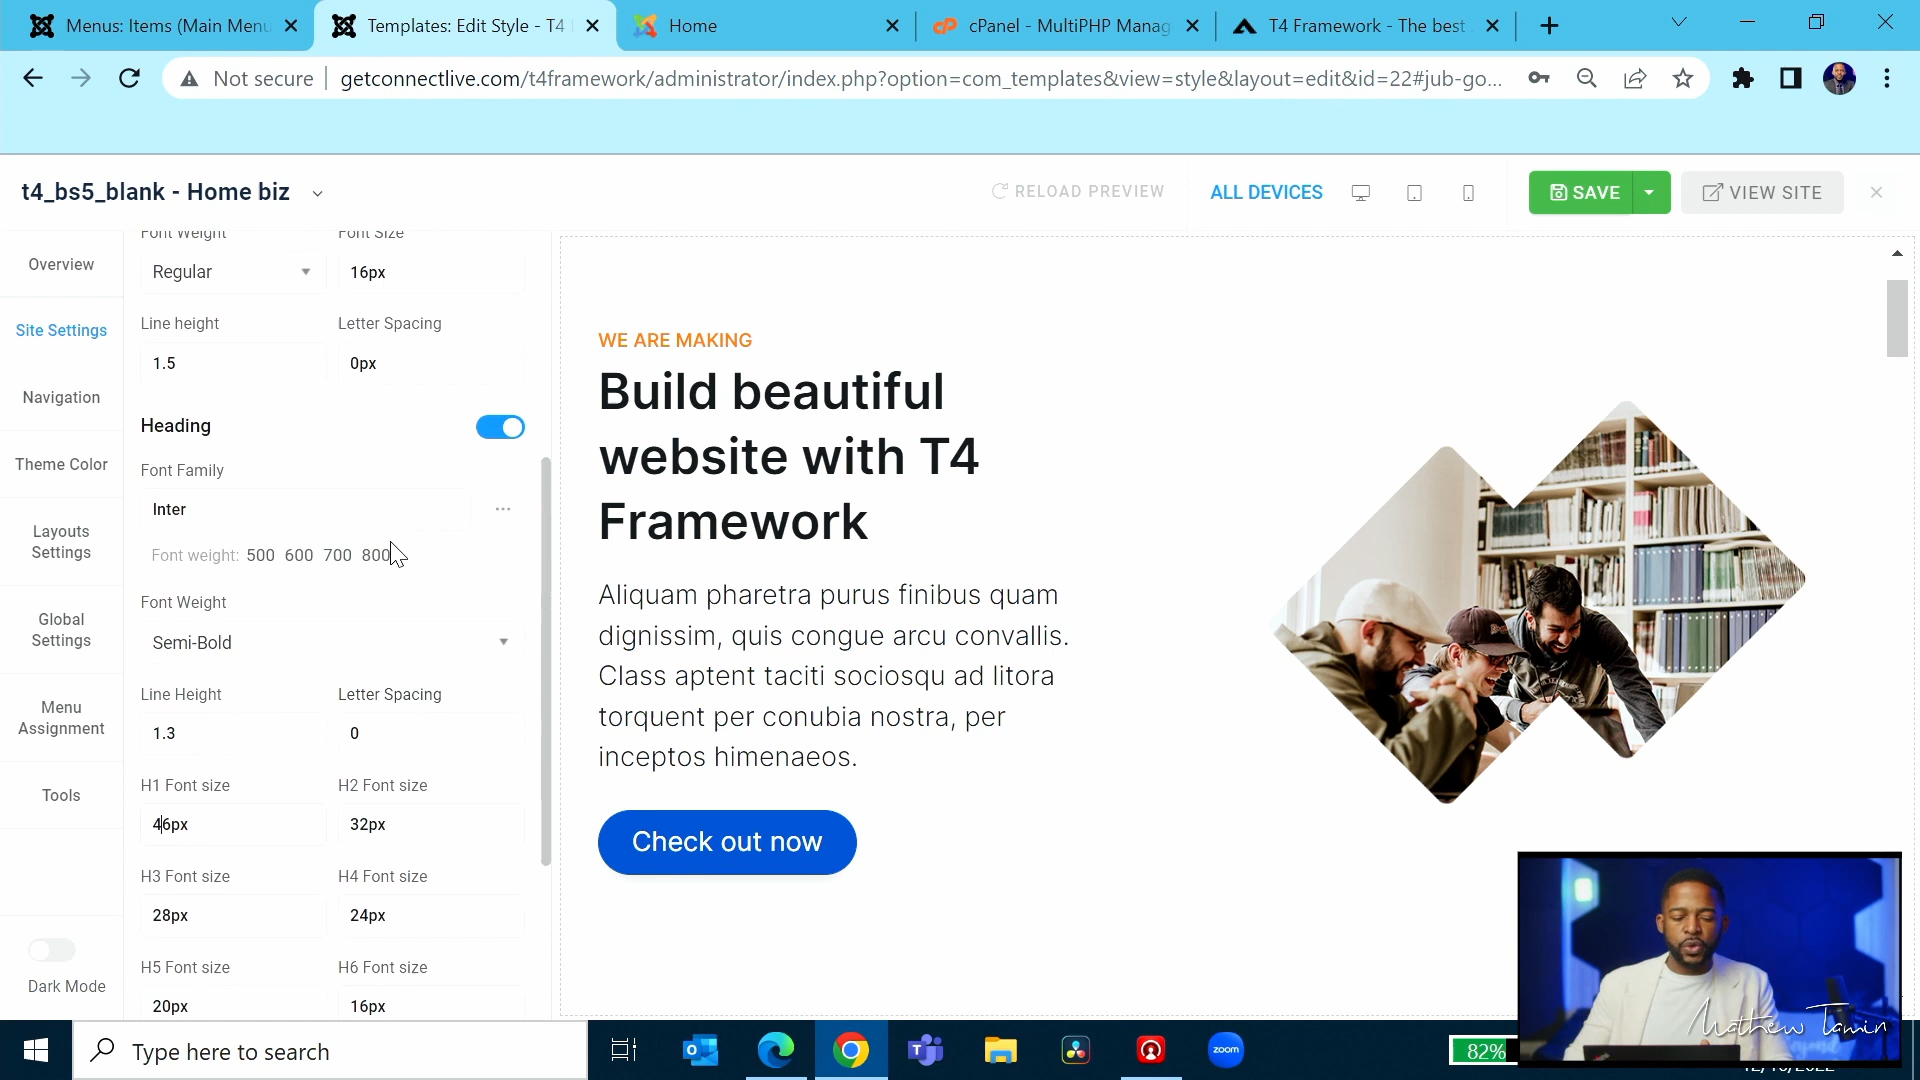 Menus: Items (Main Menu
Templates: Edit Style - T4
Home
cPanel - MultiPHP Manag
T4 Framework - The best
Not secure
getconnectlive.com/t4framework/administrator/index.php?option=com_templates&view=style&layout=edit&id=22#jub-go...
t4_bs5_blank - Home biz
RELOAD PREVIEW
ALL DEVICES
SAVE
VIEW SITE
Overview
Site Settings
Navigation
Theme Color
Layouts
Settings
Global
Settings
Menu
Assignment
Tools
Dark Mode
Font Weight
Font Size
Regular
16px
Line height
Letter Spacing
1.5
0px
Heading
Font Family
Inter
Font weight: 500 600 700 800
Font Weight
Semi-Bold
Line Height
Letter Spacing
1.3
0
H1 Font size
H2 Font size
46px
32px
H3 Font size
H4 Font size
28px
24px
H5 Font size
H6 Font size
20px
16px
WE ARE MAKING
Build beautiful
website with T4
Framework
Aliquam pharetra purus finibus quam
dignissim, quis congue arcu convallis.
Class aptent taciti sociosqu ad litora
torquent per conubia nostra, per
inceptos himenaeos.
Check out now
Mathew Tamin
Type here to search
zoom
82%